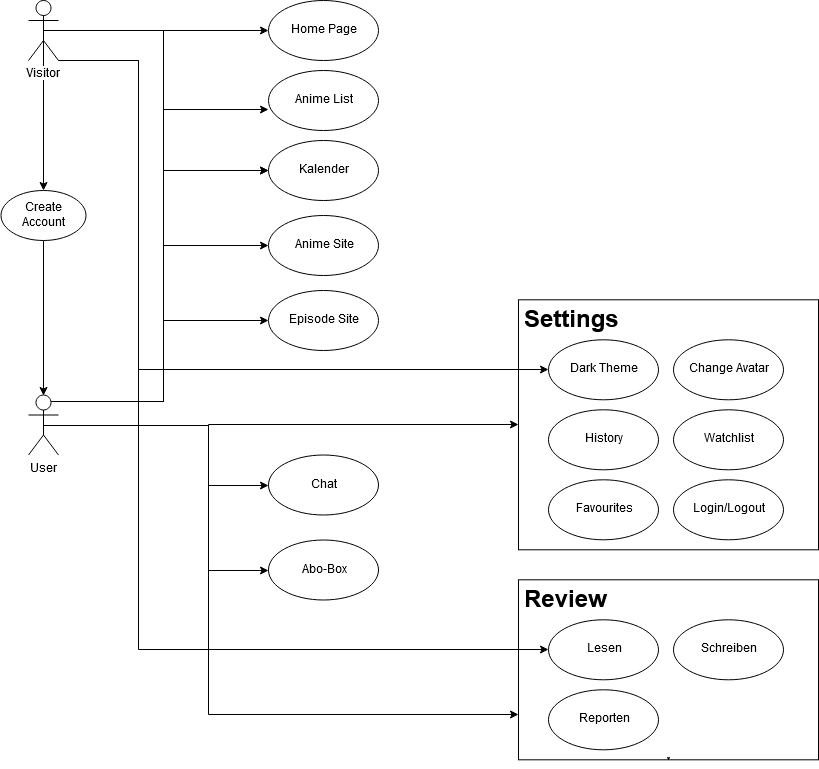 Visitor
Home Page
Anime List
Kalender
Create
Account
Anime Site
Episode Site
Settings
Dark Theme
Change Avatar
History
Watchlist
Favourites
Login/Logout
User
Chat
Abo-Box
Review
Lesen
Schreiben
Reporten